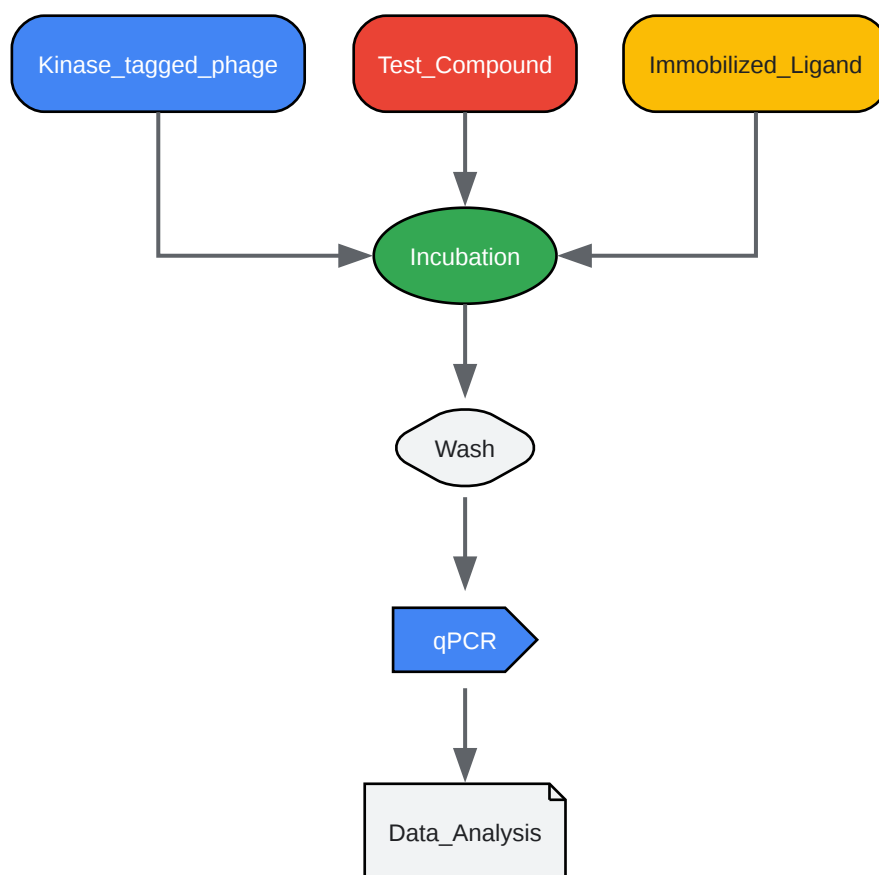 Kinase_tagged_phage
Test_Compound
Immobilized_Ligand
Incubation
Wash
qPCR
Data_Analysis